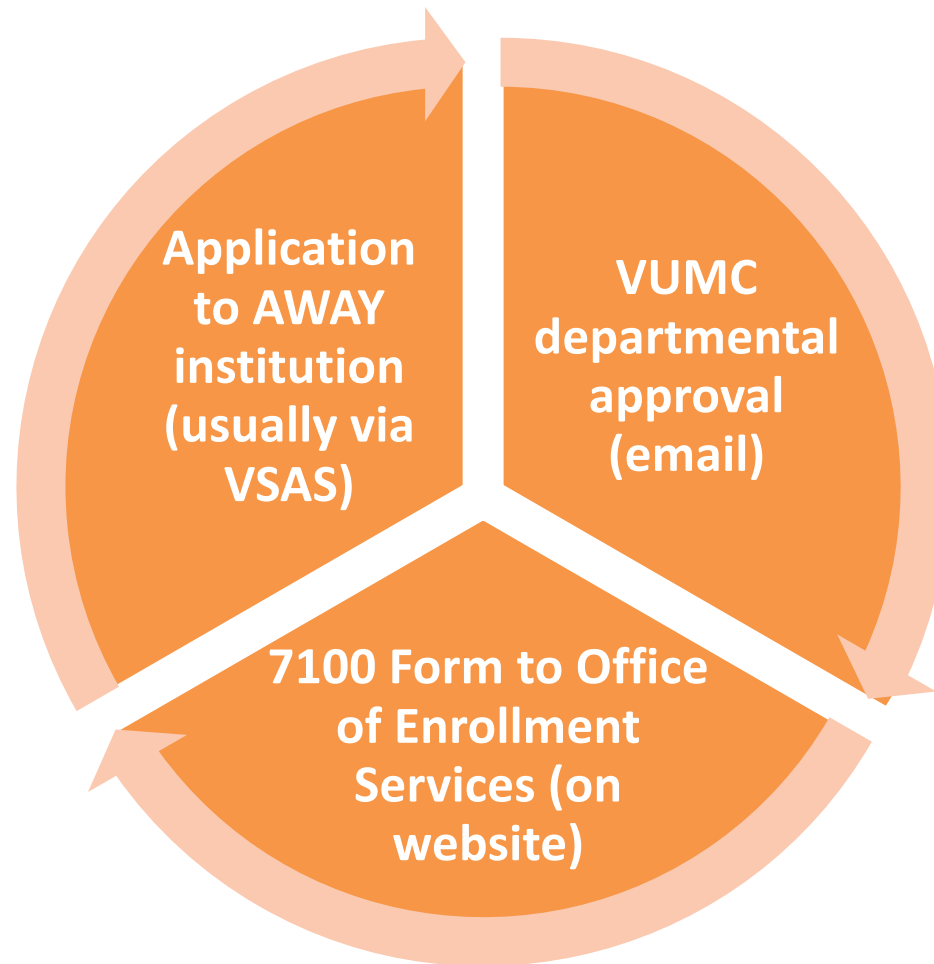 Application
to AWAY
institution
(usually via
VSAS)
VUMC
departmental
approval
(email)
7100 Form to Office
of Enrollment
Services (on
website)